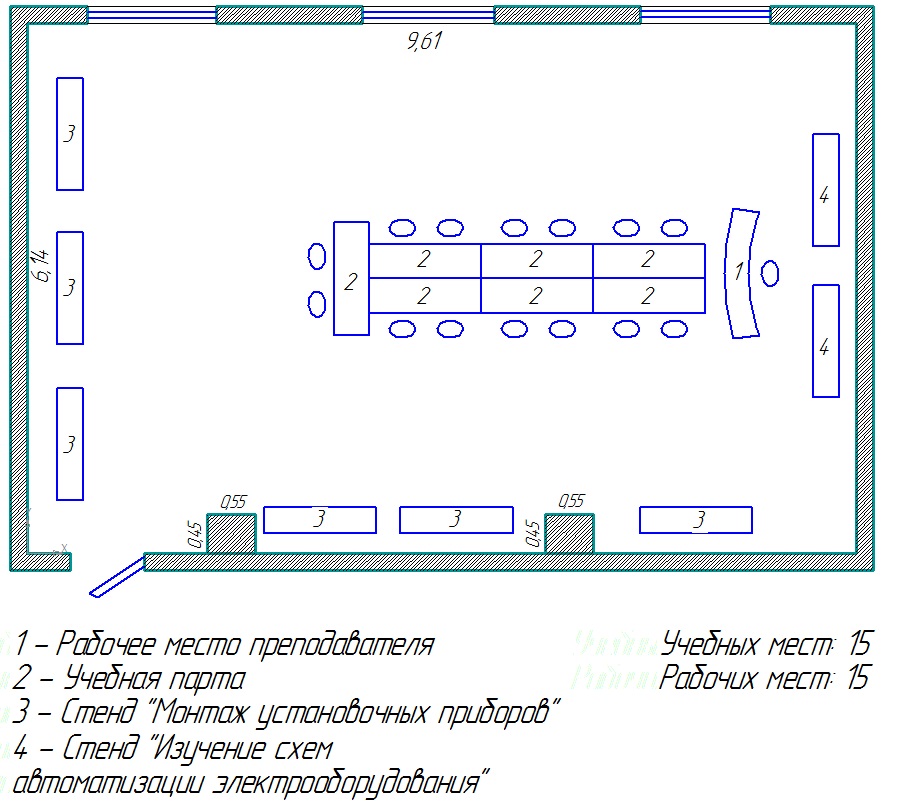 9,61
3
4
6,14
2 2 2
2
1
3
2 2 2
4
3
0,55
0,55
0,45
3
3
0,45
3
X
1 – Рабочее место преподавателя
Учебных мест: 15
2 – Учебная парта
Рабочих мест: 15
3 – Стенд "Монтаж установочных приборов"
4 – Стенд "Изучение схем
автоматизации электрооборудования"